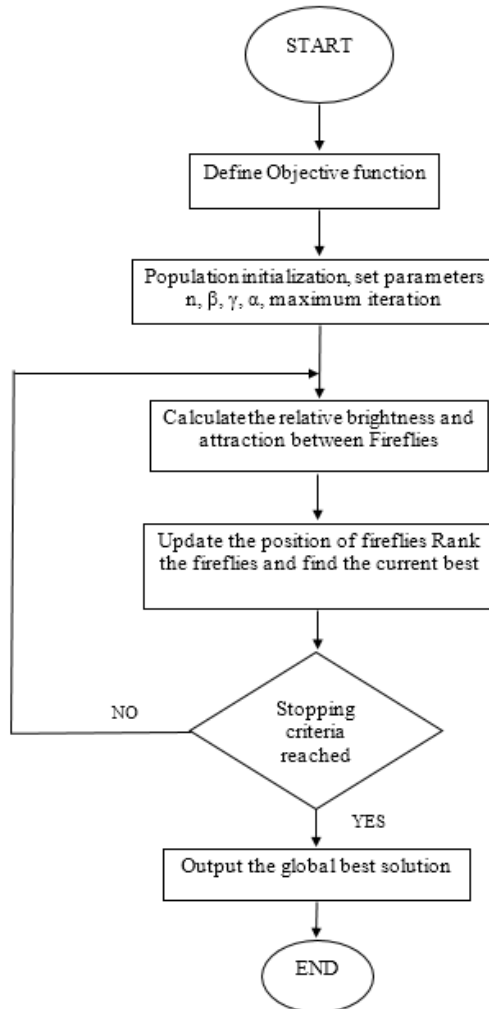 START
Define Objective function
Population initialization, set parameters
n, β, γ, α, maximum iteration
Calculate the relative brightness and
attraction between Fireflies
Update the position of fireflies Rank
the fireflies and find the current best
Stopping
criteria
reached
NO
YES
Output the global best solution
END